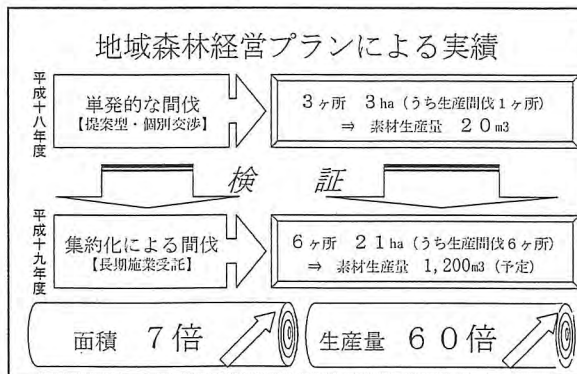 地域森林経営プランによる実績
平成十八年度
単発的な間伐
【提案型・個別交渉】
3ヶ所 3ha(うち生産間伐1ヶ所)
⇒ 素材生産量 20m3
検 証
平成十九年度
集約化による間伐
【長期施業受託】
6ヶ所 21ha(うち生産間伐6ヶ所)
⇒ 素材生産量 1,200m3(予定)
面積 7倍
生産量 60倍